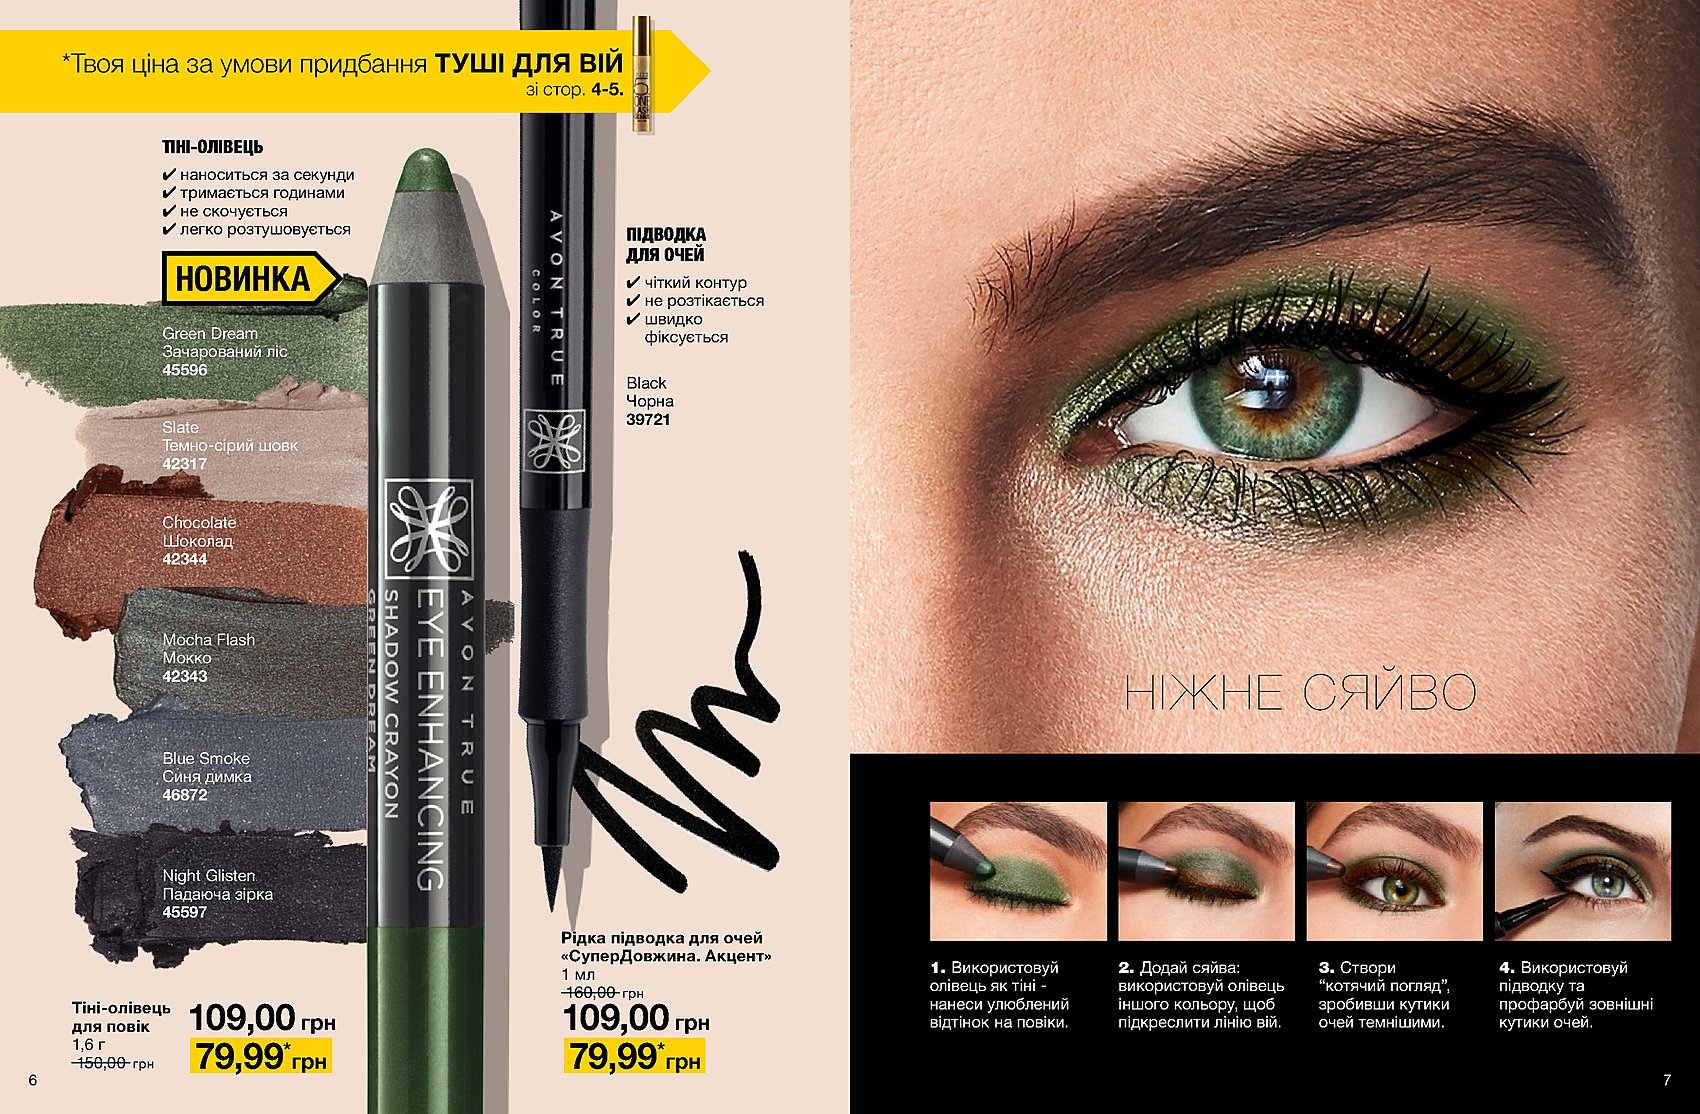 *Твоя ціна за умови придбання ТУШІ ДЛЯ ВІЙ
зі стор. 4-5.
ТІНІ-ОЛІВЕЦЬ
✔ наноситься за секунди
✔ тримається годинами
✔ не скочується
✔ легко розтушовується
НОВИНКА
Green Dream
Зачарований ліс
45596
Slate
Темно-сірий шовк
42317
Chocolate
Шоколад
42344
Mocha Flash
Мокко
42343
Blue Smoke
Синя димка
46872
Night Glisten
Падаюча зірка
45597
AVON TRUE
EYE ENHANCING
SHADOW CRAYON
GREEN DREAM
AVON TRUE
COLOR
ПІДВОДКА
ДЛЯ ОЧЕЙ
✔ чіткий контур
✔ не розтікається
✔ швидко
фіксується
Black
Чорна
39721
Тіні-олівець
для повік
1,6 г
150,00 грн
109,00 грн
79,99* грн
Рідка підводка для очей
«СуперДовжина. Акцент»
1 мл
160,00 грн
109,00 грн
79,99* грн
6
НІЖНЕ СЯЙВО
1. Використовуй
олівець як тіні -
нанеси улюблений
відтінок на повіки.
2. Додай сяйва:
використовуй олівець
іншого кольору, щоб
підкреслити лінію вій.
3. Створи
“котячий погляд”,
зробивши кутики
очей темнішими.
4. Використовуй
підводку та
профарбуй зовнішні
кутики очей.
7